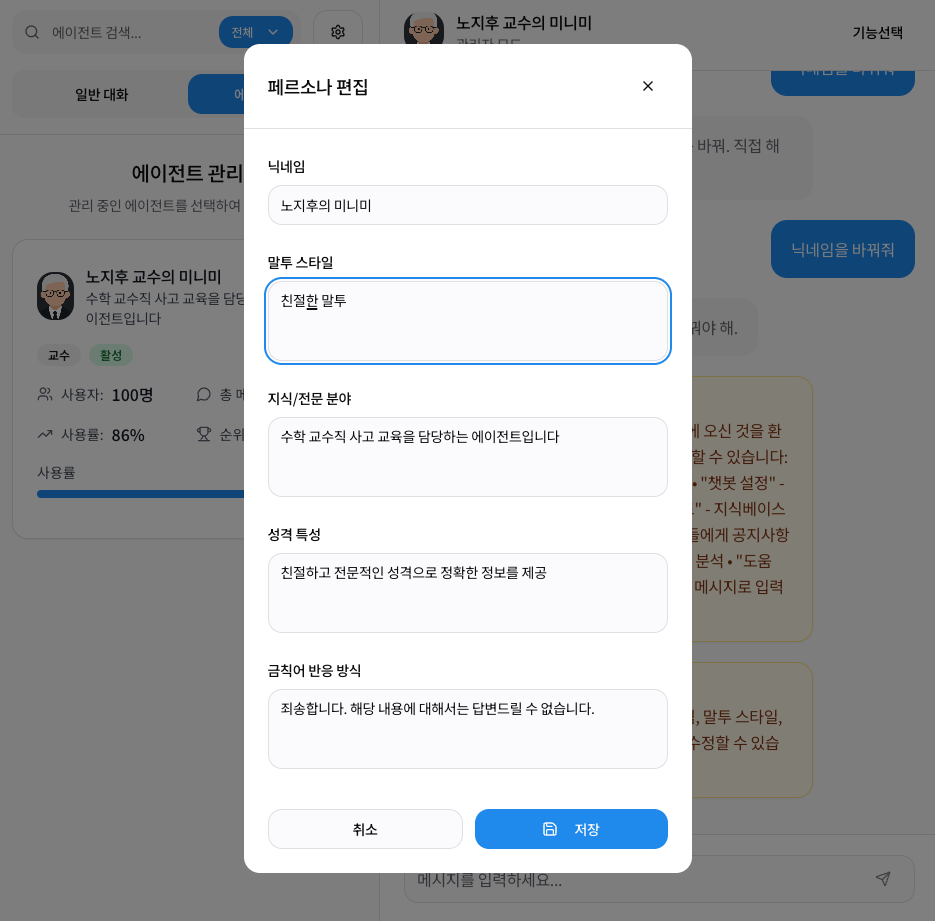 에이전트 검색...
전체
노지후 교수의 미니미
관리자 모드
기능선택
일반 대화
에
에이전트 관리
관리 중인 에이전트를 선택하여
노지후 교수의 미니미
수학 교수직 사고 교육을 담당
이전트입니다
교수
활성
사용자: 100명
총 메
사용률: 86%
순위
사용률
페르소나 편집
닉네임
노지후의 미니미
말투 스타일
친절한 말투
지식/전문 분야
수학 교수직 사고 교육을 담당하는 에이전트입니다
성격 특성
친절하고 전문적인 성격으로 정확한 정보를 제공
금칙어 반응 방식
죄송합니다. 해당 내용에 대해서는 답변드릴 수 없습니다.
취소
저장
닉네임을 바꿔줘
바꿔. 직접 해
닉네임을 바꿔줘
꿔야 해.
에 오신 것을 환
할 수 있습니다:
• "챗봇 설정" -
" - 지식베이스
들에게 공지사항
분석 • "도움
메시지로 입력
, 말투 스타일,
수정할 수 있습
메시지를 입력하세요...